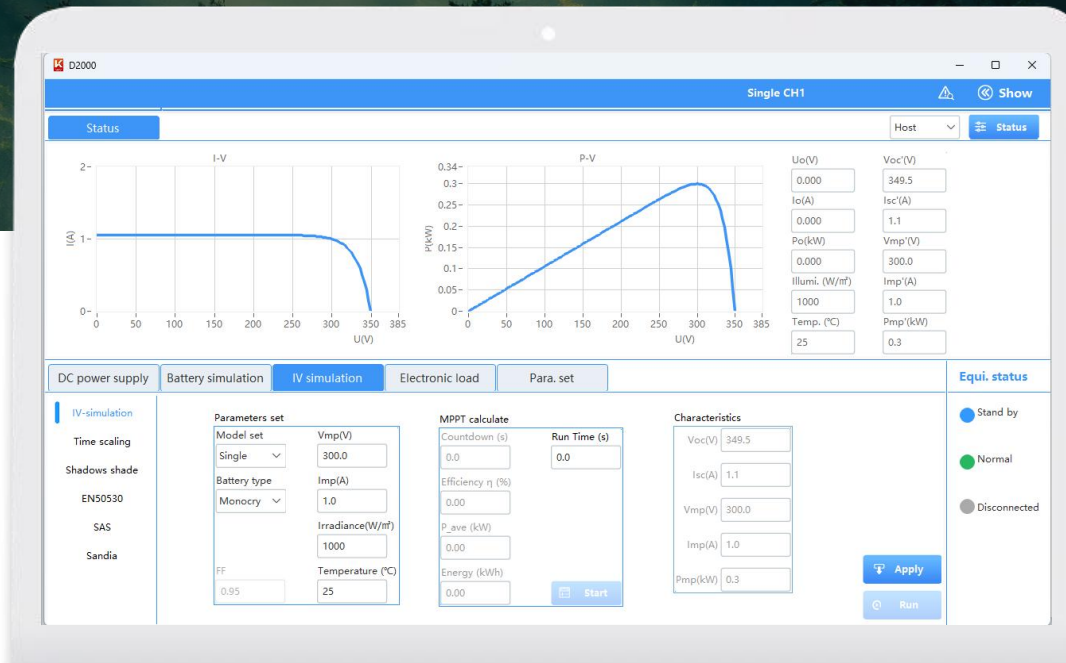 D2000
Single CH1
Show
Status
Host
Status
I-V
2
1
0
I(A)
0 50 100 150 200 250 300 350 385
U(V)
P-V
0.34
0.3
0.25
0.2
0.15
0.1
0.05
0
P(kW)
0 50 100 150 200 250 300 350 385
U(V)
Uo(V) Voc'(V)
0.000 349.5
Io(A) Isc'(A)
0.000 1.1
Po(kW) Vmp'(V)
0.000 300.0
Illumi. (W/㎡) Imp'(A)
1000 1.0
Temp. (℃) Pmp'(kW)
25 0.3
DC power supply Battery simulation IV simulation Electronic load Para. set
Equi. status
IV-simulation
Time scaling
Shadows shade
EN50530
SAS
Sandia
Parameters set
Model set Vmp(V)
Single 300.0
Battery type Imp(A)
Monocry 1.0
Irradiance(W/㎡)
1000
FF Temperature (℃)
0.95 25
MPPT calculate
Countdown (s) Run Time (s)
0.0 0.0
Efficiency η (%)
0.00
P_ave (kW)
0.00
Energy (kWh)
0.00 Start
Characteristics
Voc(V) 349.5
Isc(A) 1.1
Vmp(V) 300.0
Imp(A) 1.0
Pmp(kW) 0.3
Apply
Run
Stand by
Normal
Disconnected